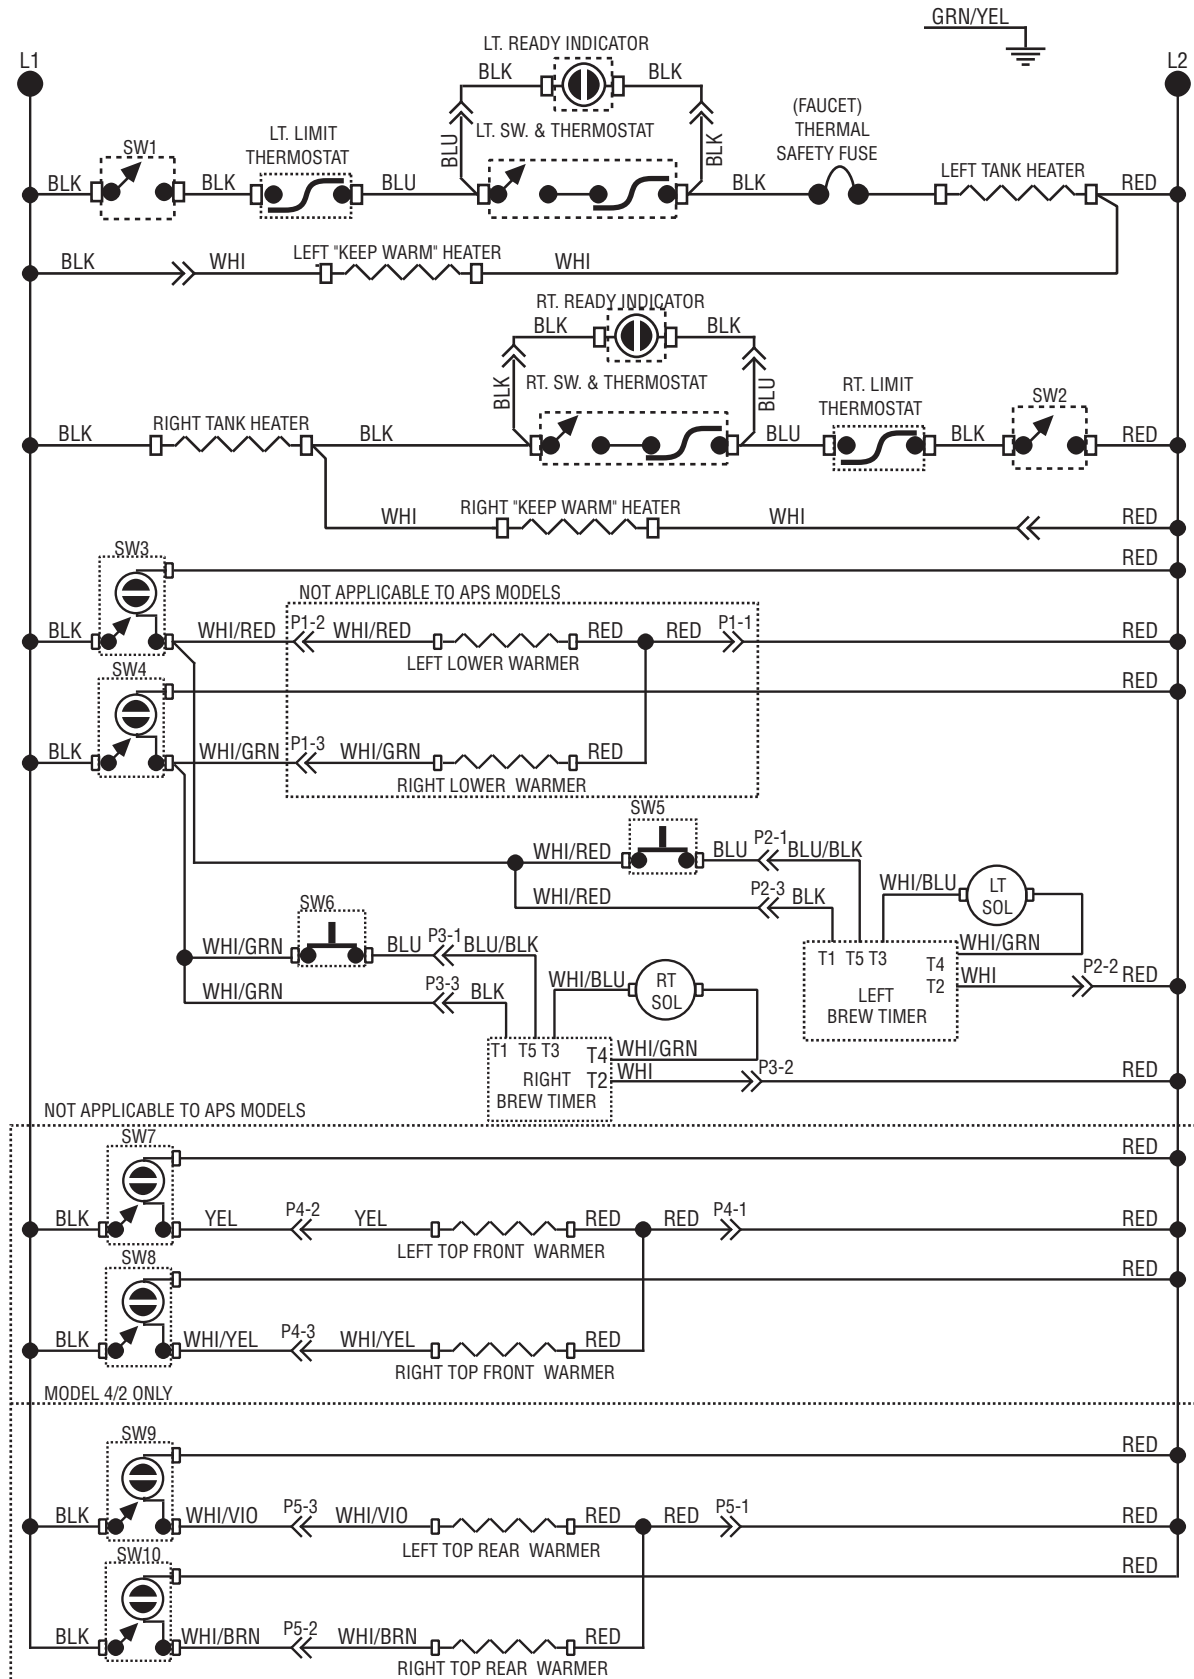 GRN/YEL
L1
L2
LT. READY INDICATOR
BLK
BLK
(FAUCET)
THERMAL
SAFETY FUSE
SW1
LT. LIMIT
THERMOSTAT
BLU
LT. SW. & THERMOSTAT
BLK
LEFT TANK HEATER
BLK
BLK
BLU
BLK
RED
BLK
WHI
LEFT "KEEP WARM" HEATER
WHI
RT. READY INDICATOR
BLK
BLK
BLK
RT. SW. & THERMOSTAT
BLU
RT. LIMIT
THERMOSTAT
SW2
RIGHT TANK HEATER
BLK
BLK
BLU
BLK
RED
WHI
RIGHT "KEEP WARM" HEATER
WHI
RED
SW3
RED
NOT APPLICABLE TO APS MODELS
BLK
WHI/RED
P1-2
WHI/RED
RED
RED
P1-1
RED
LEFT LOWER WARMER
SW4
RED
BLK
WHI/GRN
P1-3
WHI/GRN
RED
RIGHT LOWER WARMER
SW5
WHI/RED
BLU
P2-1
BLU/BLK
WHI/RED
P2-3
BLK
WHI/BLU
LT
SOL
SW6
WHI/GRN
BLU
P3-1
BLU/BLK
WHI/GRN
T1
T5
T3
T4
T2
WHI
P2-2
RED
LEFT
BREW TIMER
WHI/GRN
P3-3
BLK
WHI/BLU
RT
SOL
T1
T5
T3
T4
WHI/GRN
T2
WHI
P3-2
RED
RIGHT
BREW TIMER
NOT APPLICABLE TO APS MODELS
SW7
RED
BLK
YEL
P4-2
YEL
RED
RED
P4-1
RED
LEFT TOP FRONT WARMER
SW8
RED
BLK
WHI/YEL
P4-3
WHI/YEL
RED
RIGHT TOP FRONT WARMER
MODEL 4/2 ONLY
SW9
RED
BLK
WHI/VIO
P5-3
WHI/VIO
RED
RED
P5-1
RED
LEFT TOP REAR WARMER
SW10
RED
BLK
WHI/BRN
P5-2
WHI/BRN
RED
RIGHT TOP REAR WARMER